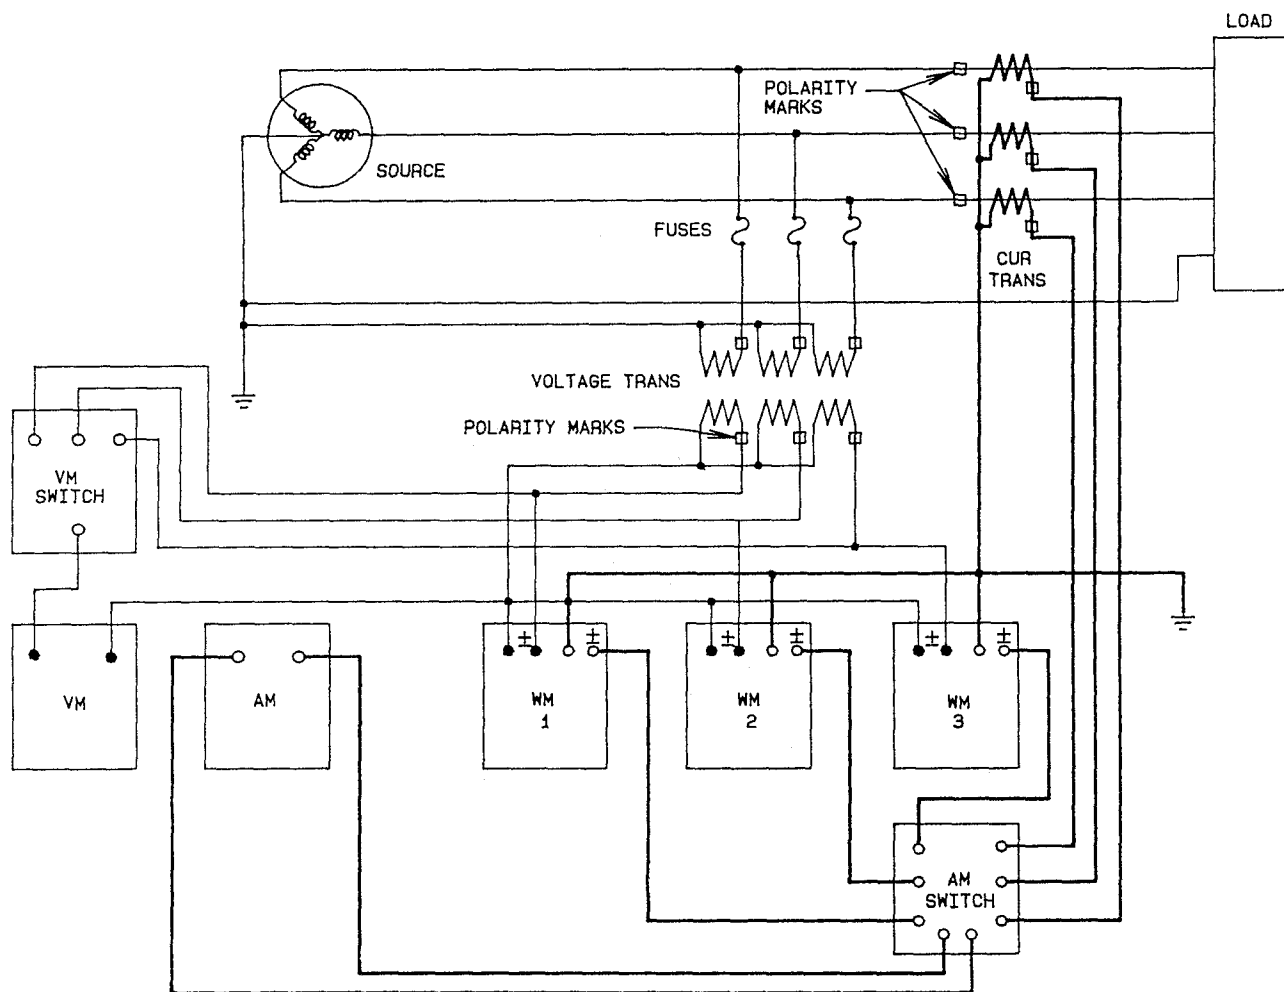 LOAD
POLARITY
MARKS
SOURCE
FUSES
CUR
TRANS
VOLTAGE TRANS
POLARITY MARKS
VM
SWITCH
± ± ± ± ± ±
VM
AM
WM
1
WM
2
WM
3
AM
SWITCH